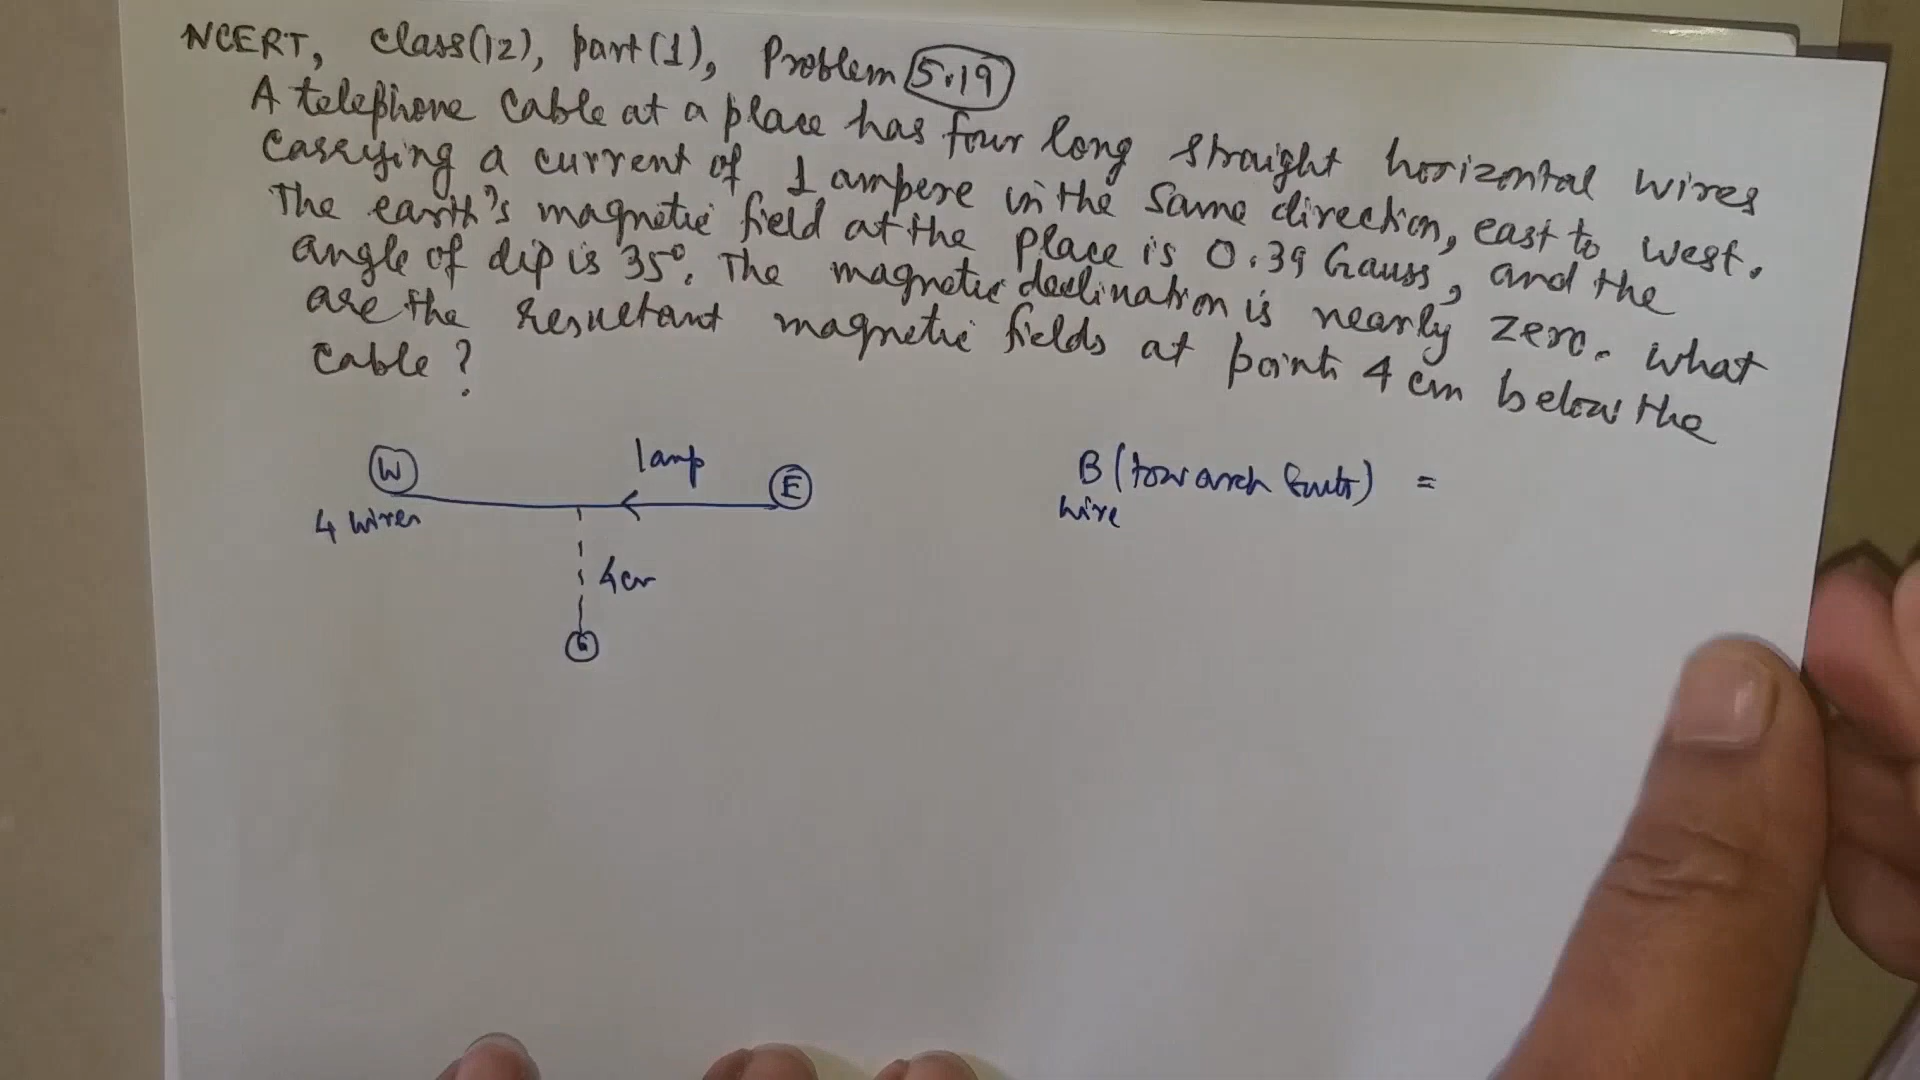 NCERT, Class(12), part(1), Problem 5.19
A telephone Cable at a place has four long straight horizontal wires
Carrying a current of 1 ampere in the Same direction, east to west.
The earth's magnetic field at the place is 0.39 Gauss, and the
angle of dip is 35°. The magnetic declination is nearly zero. What
are the resultant magnetic fields at point 4 cm below the
Cable?
W 1 amp E
4 wires
4cm
B (towards ) =
wire